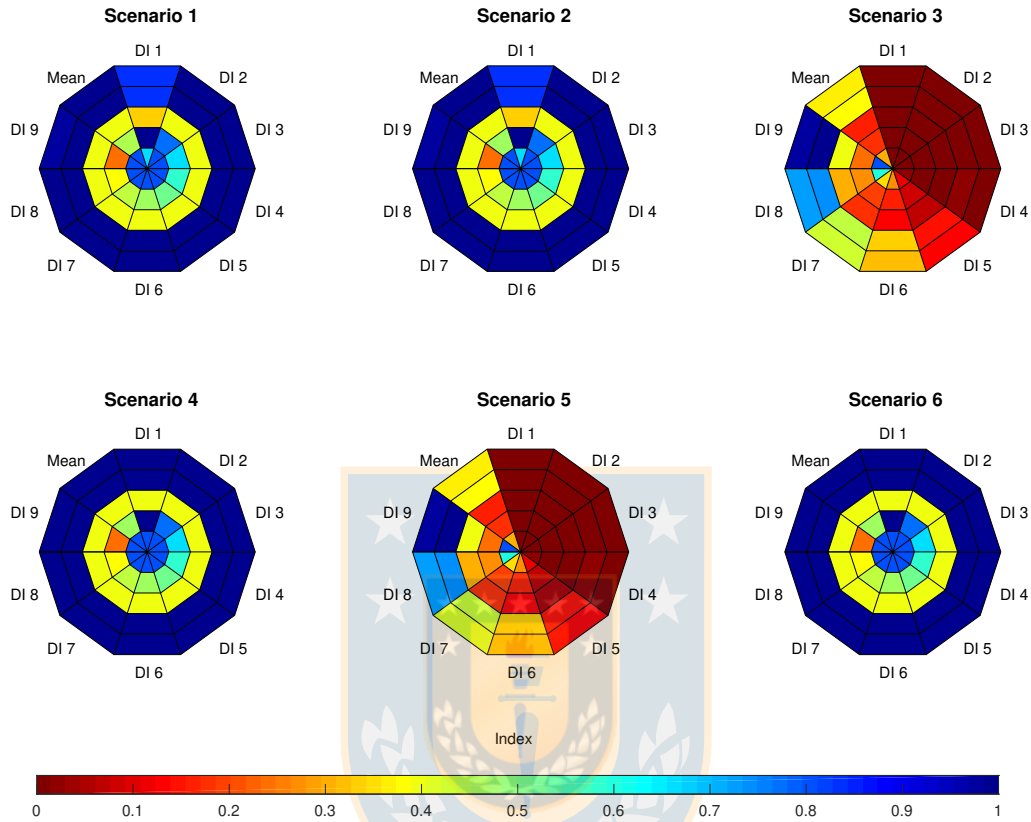 Scenario 1
DI 1
Mean
DI 2
DI 9
DI 3
DI 8
DI 4
DI 7
DI 5
DI 6
Scenario 2
DI 1
Mean
DI 2
DI 9
DI 3
DI 8
DI 4
DI 7
DI 5
DI 6
Scenario 3
DI 1
Mean
DI 2
DI 9
DI 3
DI 8
DI 4
DI 7
DI 5
DI 6
Scenario 4
DI 1
Mean
DI 2
DI 9
DI 3
DI 8
DI 4
DI 7
DI 5
DI 6
Scenario 5
DI 1
Mean
DI 2
DI 9
DI 3
DI 8
DI 4
DI 7
DI 5
DI 6
Scenario 6
DI 1
Mean
DI 2
DI 9
DI 3
DI 8
DI 4
DI 7
DI 5
DI 6
Index
0 0.1 0.2 0.3 0.4 0.5 0.6 0.7 0.8 0.9 1